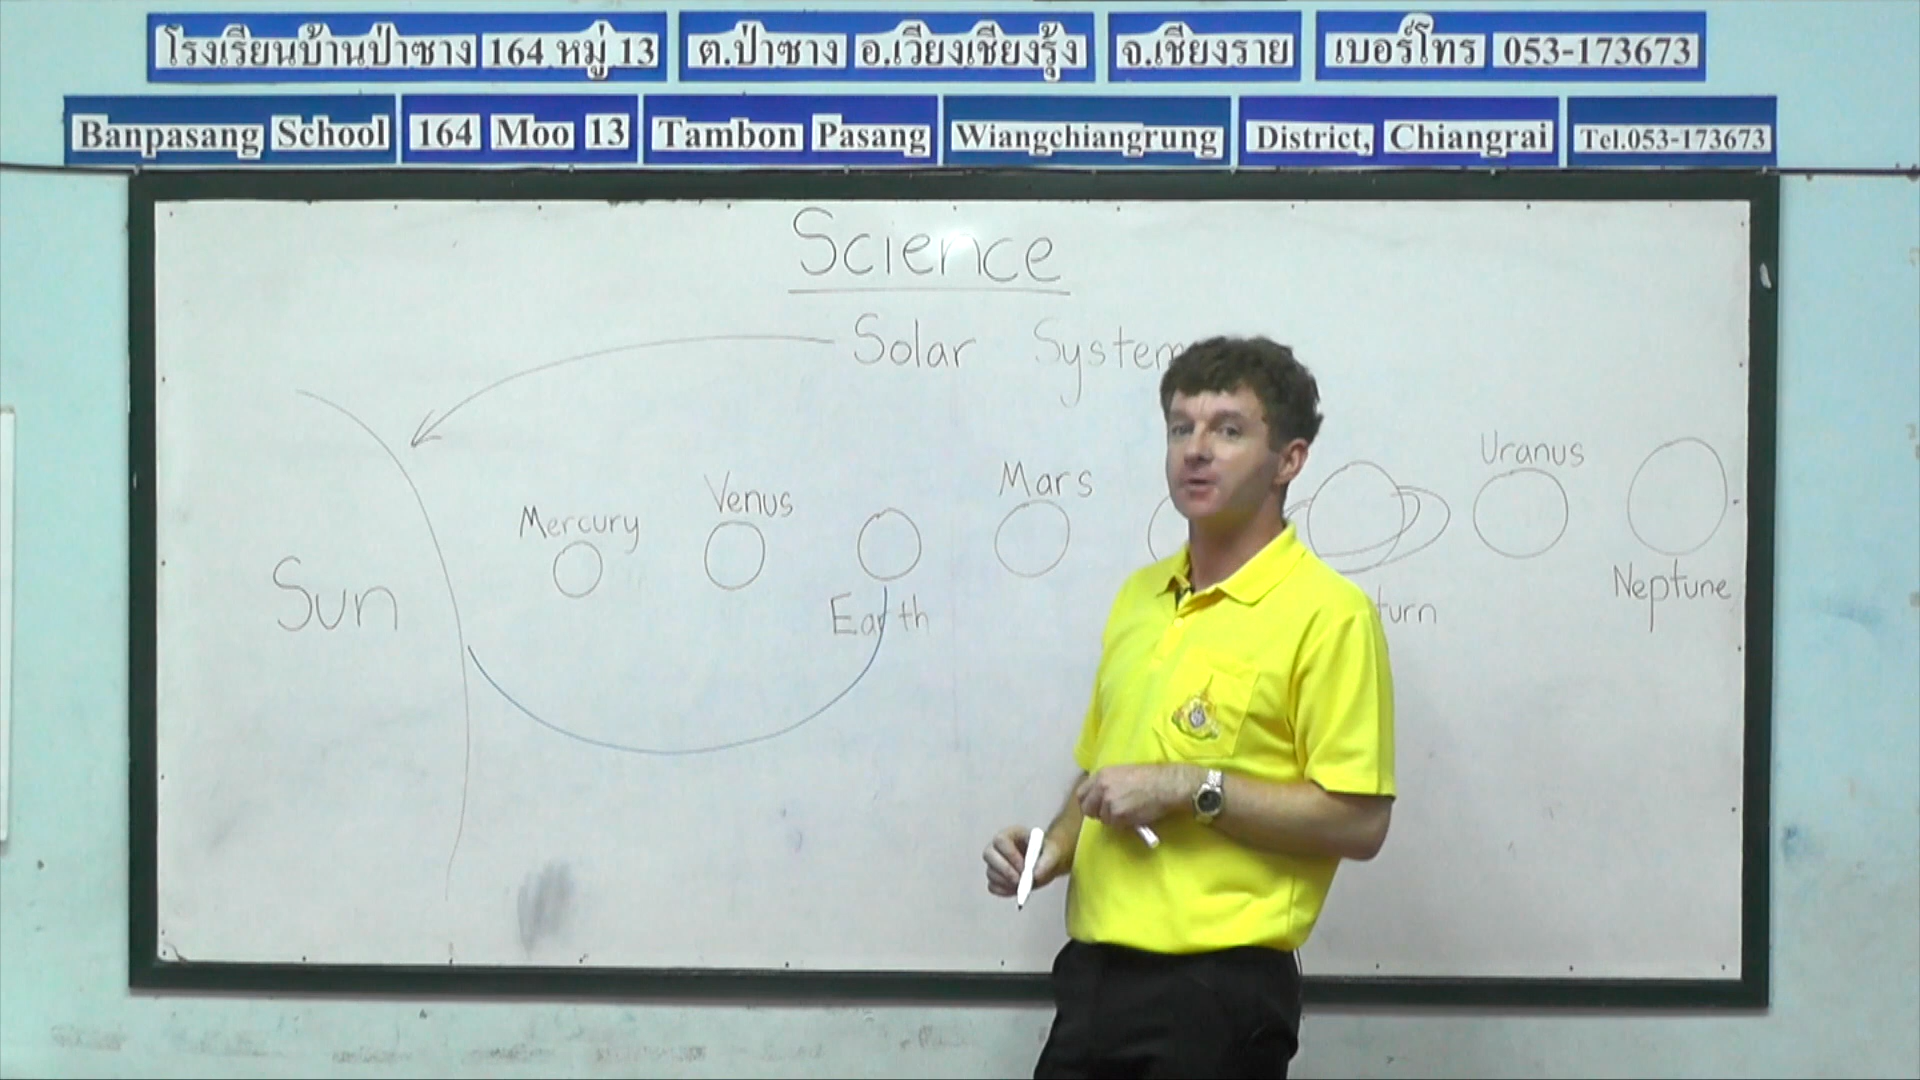 โรงเรียนบ้านป่าซาง 164 หมู่ 13 ต.ป่าซาง อ.เวียงเชียงรุ้ง จ.เชียงราย เบอร์โทร 053-173673
Banpasang School 164 Moo 13 Tambon Pasang Wiangchiangrung District, Chiangrai Tel.053-173673
Science
Solar System
Sun
Mercury
Venus
Earth
Mars
turn
Uranus
Neptune